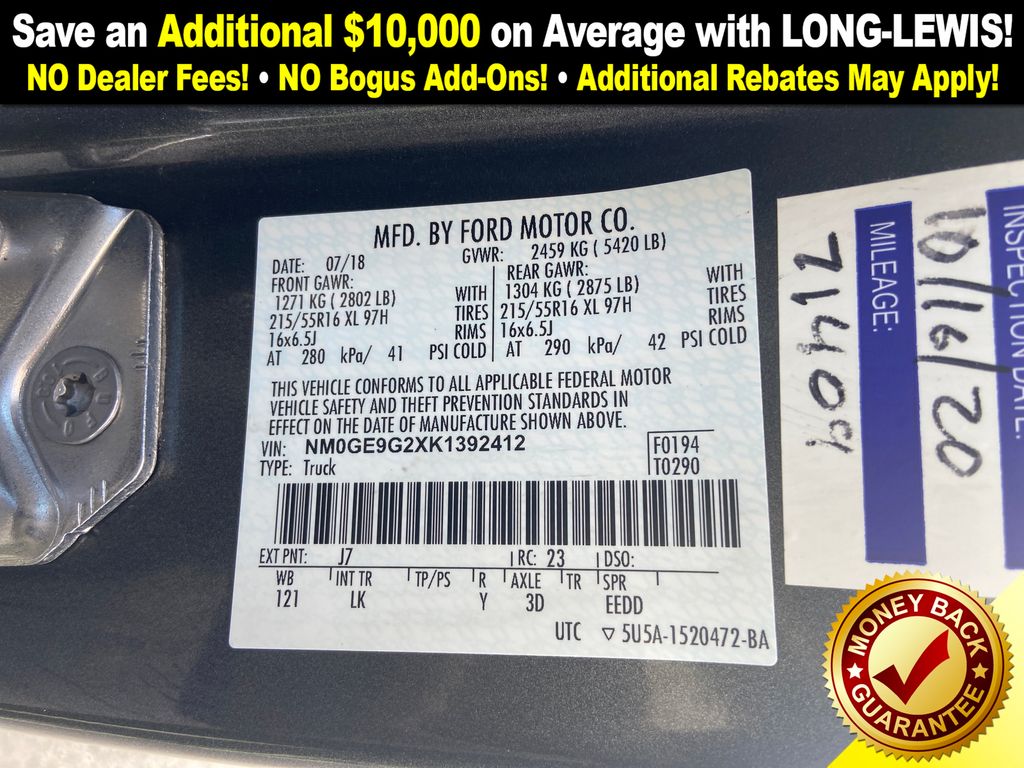 Save an Additional $10,000 on Average with LONG-LEWIS!
NO Dealer Fees! • NO Bogus Add-Ons! • Additional Rebates May Apply!
MFD. BY FORD MOTOR CO.
DATE: 07/18 GVWR: 2459 KG ( 5420 LB)
FRONT GAWR: REAR GAWR:
1271 KG ( 2802 LB) WITH 1304 KG ( 2875 LB) WITH
215/55R16 XL 97H TIRES 215/55R16 XL 97H TIRES
16x6.5J RIMS 16x6.5J RIMS
AT 280 kPa/ 41 PSI COLD AT 290 kPa/ 42 PSI COLD
THIS VEHICLE CONFORMS TO ALL APPLICABLE FEDERAL MOTOR
VEHICLE SAFETY AND THEFT PREVENTION STANDARDS IN
EFFECT ON THE DATE OF MANUFACTURE SHOWN ABOVE.
VIN: NM0GE9G2XK1392412 F0194
TYPE: Truck T0290
EXT PNT: J7 RC: 23 DSO:
WB INT TR TP/PS R AXLE TR SPR
121 LK Y 3D EEDD
UTC ▽ 5U5A-1520472-BA
INSPECTION DATE:
10/16/20
MILEAGE:
21409
MONEY BACK
GUARANTEE